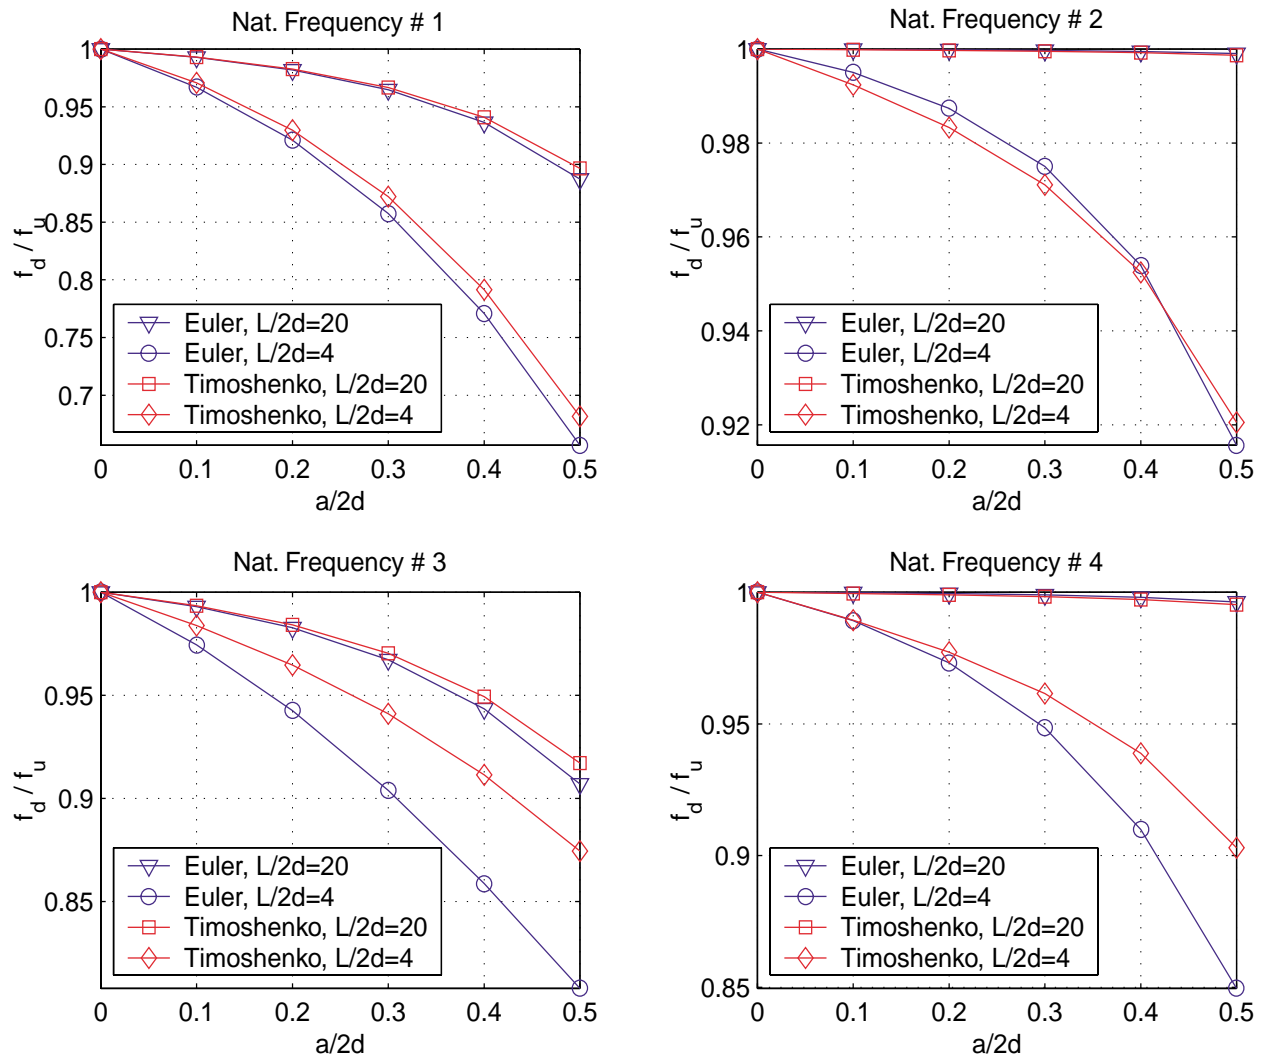 Nat. Frequency # 1
1
0.95
0.9
0.85
0.8
0.75
0.7
f_d / f_u
Euler, L/2d=20
Euler, L/2d=4
Timoshenko, L/2d=20
Timoshenko, L/2d=4
0 0.1 0.2 0.3 0.4 0.5
a/2d
Nat. Frequency # 2
1
0.98
0.96
0.94
0.92
f_d / f_u
Euler, L/2d=20
Euler, L/2d=4
Timoshenko, L/2d=20
Timoshenko, L/2d=4
0 0.1 0.2 0.3 0.4 0.5
a/2d
Nat. Frequency # 3
1
0.95
0.9
0.85
f_d / f_u
Euler, L/2d=20
Euler, L/2d=4
Timoshenko, L/2d=20
Timoshenko, L/2d=4
0 0.1 0.2 0.3 0.4 0.5
a/2d
Nat. Frequency # 4
1
0.95
0.9
0.85
f_d / f_u
Euler, L/2d=20
Euler, L/2d=4
Timoshenko, L/2d=20
Timoshenko, L/2d=4
0 0.1 0.2 0.3 0.4 0.5
a/2d